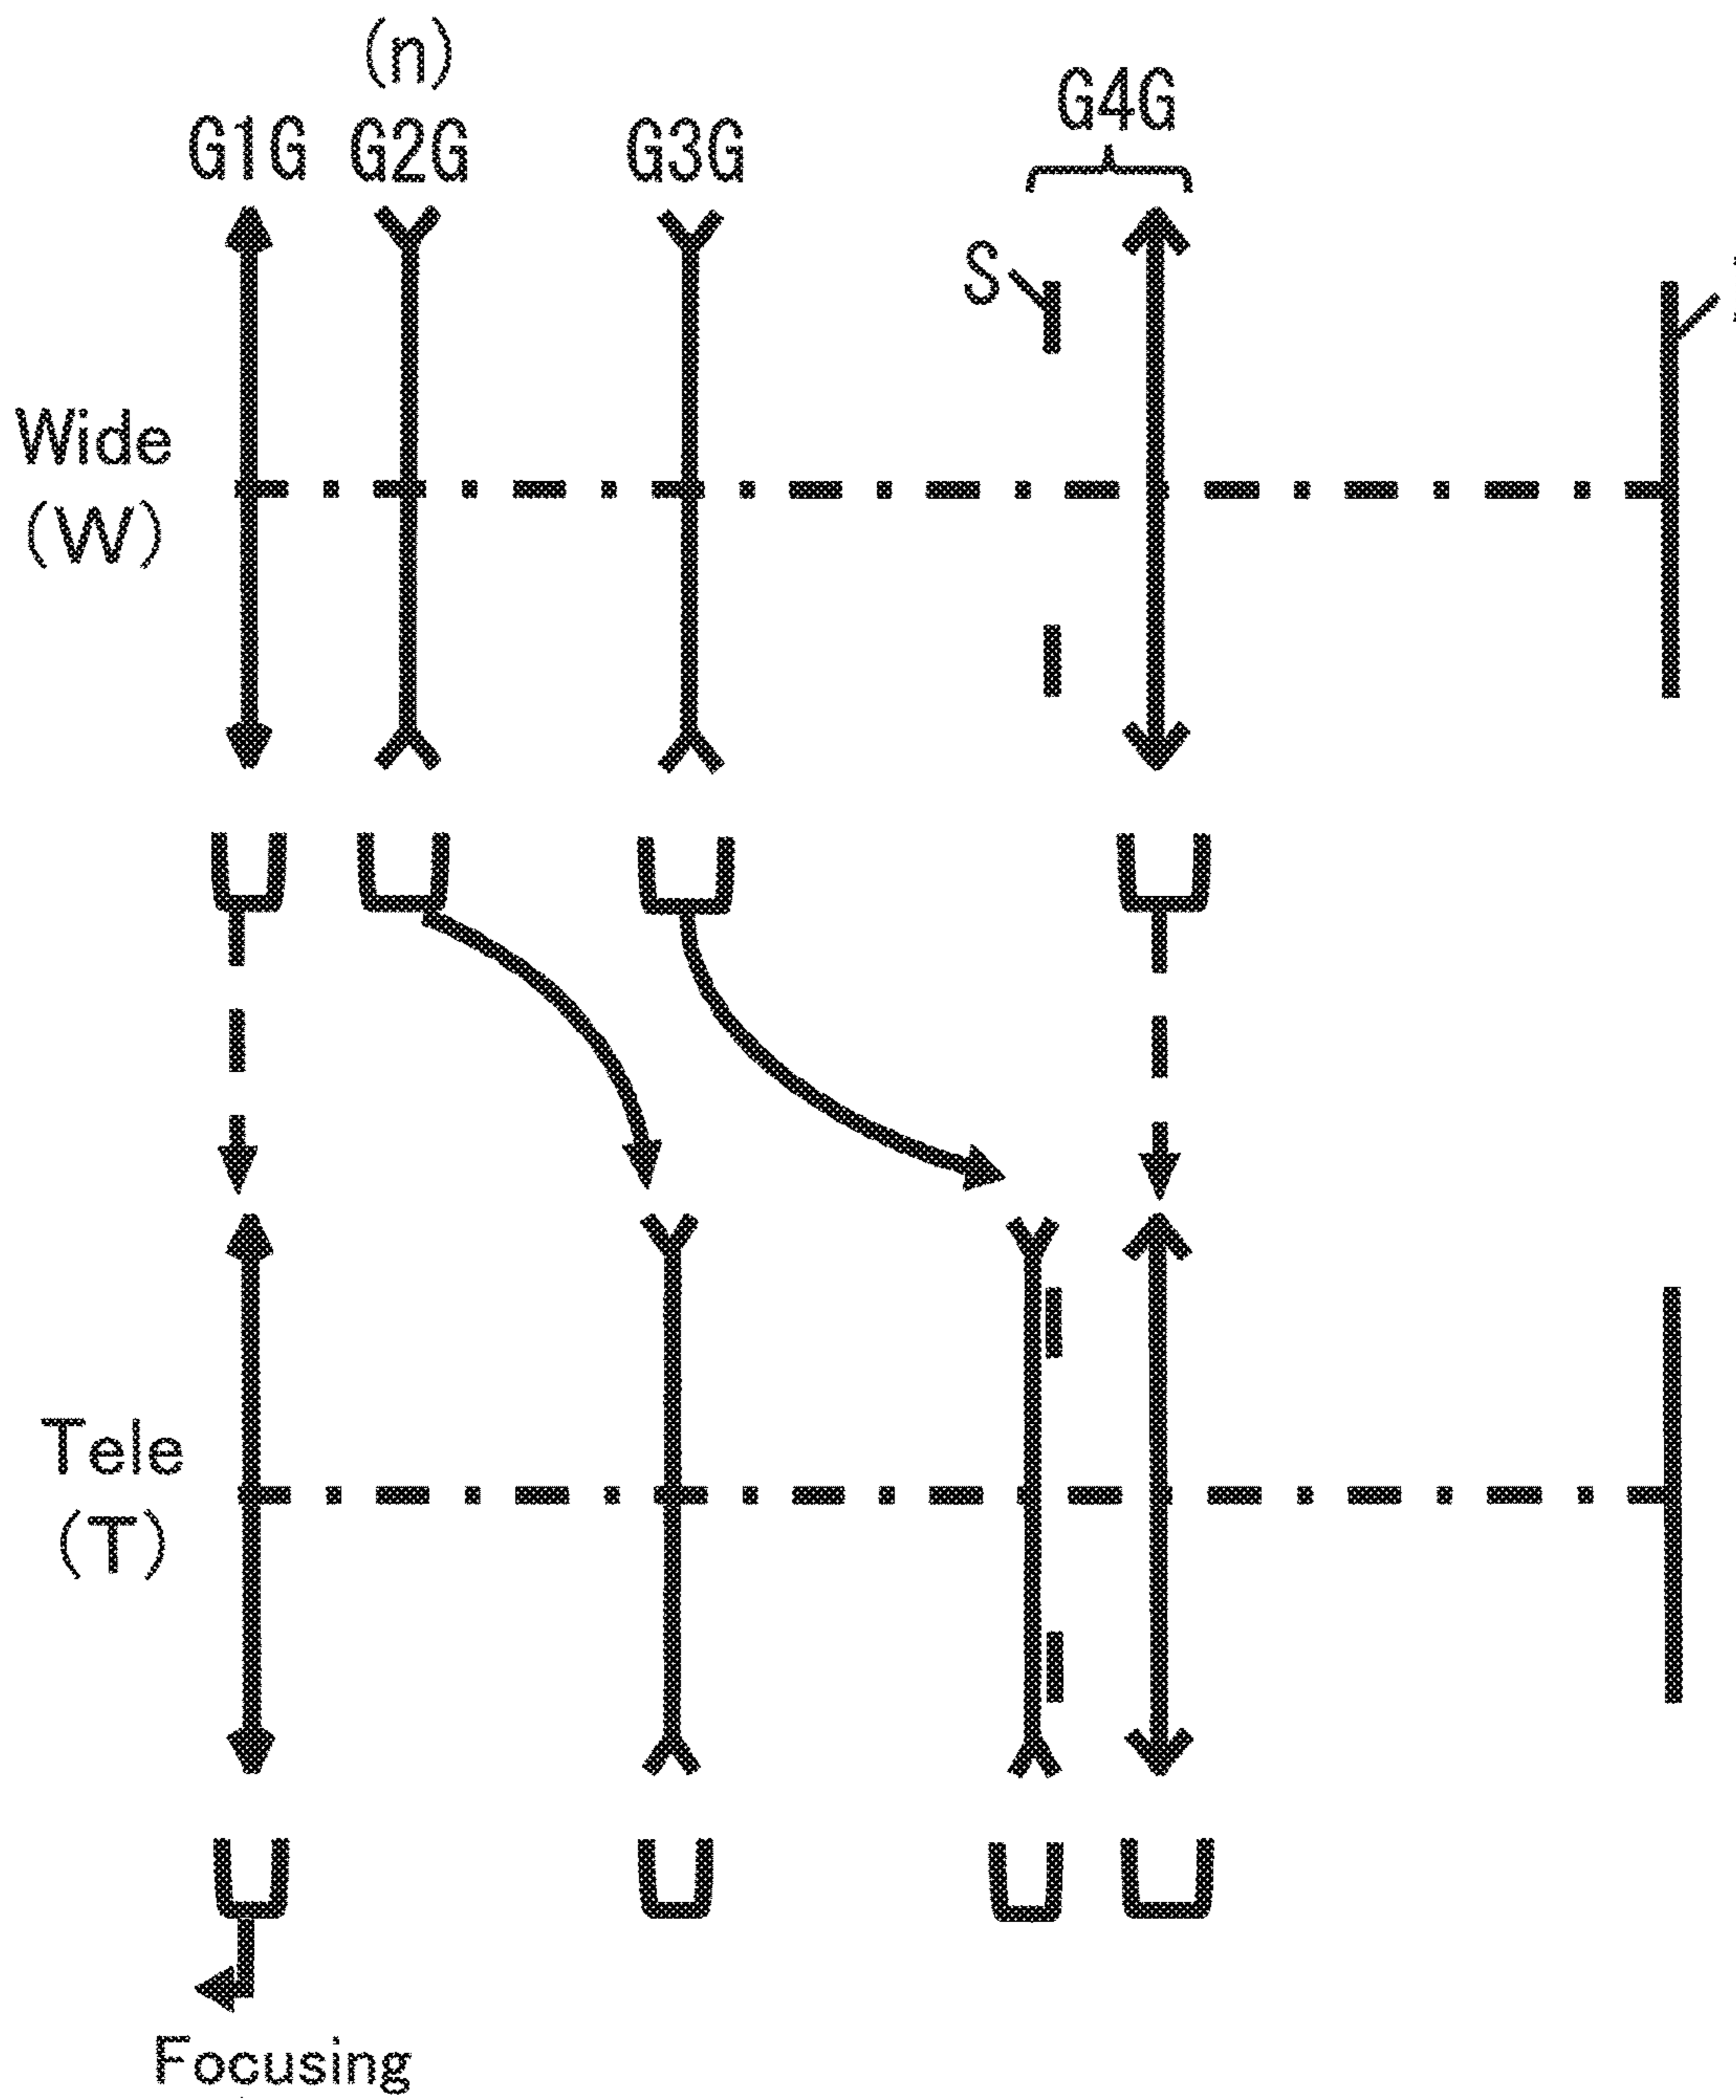 (n)
G1G G2G G3G G4G
S
Wide
(W)
Tele
(T)
Focusing